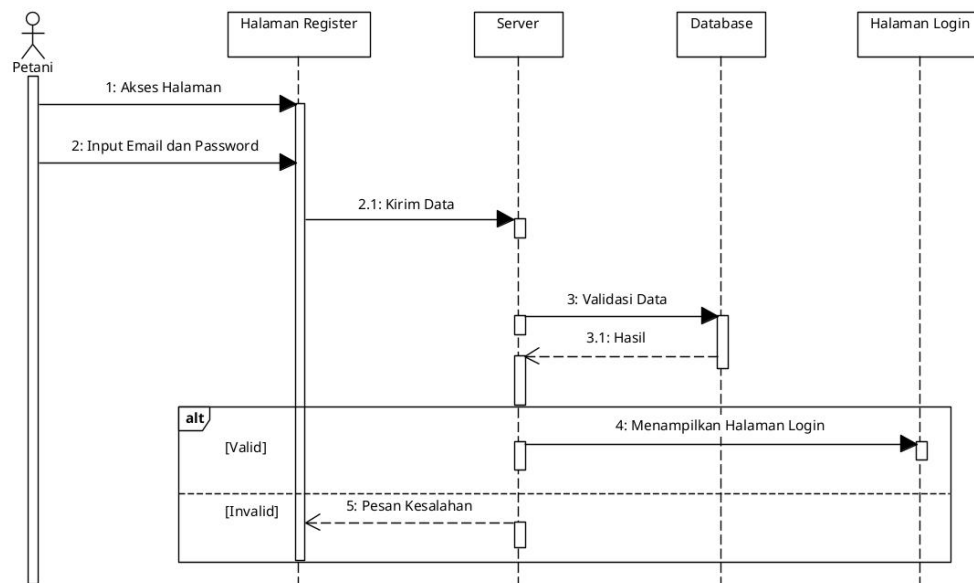 Halaman Register
Server
Database
Halaman Login
Petani
1: Akses Halaman
2: Input Email dan Password
2.1: Kirim Data
3: Validasi Data
3.1: Hasil
alt
4: Menampilkan Halaman Login
[Valid]
[Invalid]
5: Pesan Kesalahan